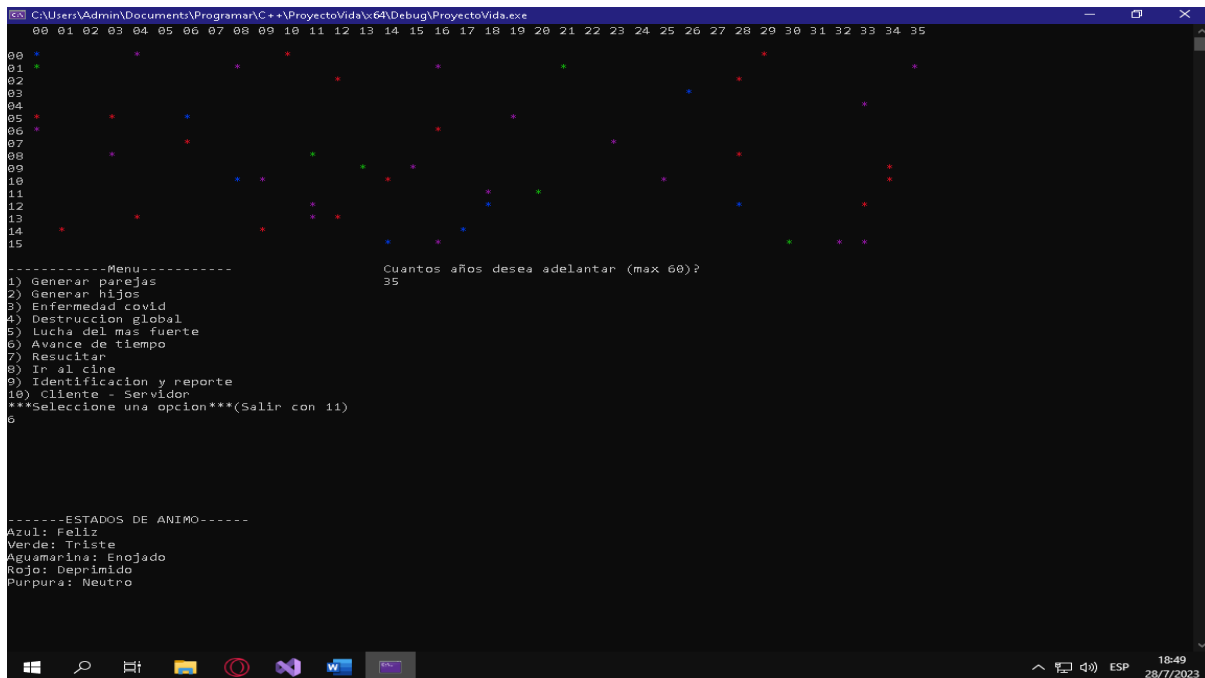 C:\Users\Admin\Documents\Programar\C++\ProyectoVida\x64\Debug\ProyectoVida.exe
00 01 02 03 04 05 06 07 08 09 10 11 12 13 14 15 16 17 18 19 20 21 22 23 24 25 26 27 28 29 30 31 32 33 34 35
00 * * * *
01 * * * * *
02 * *
03 *
04 *
05 * * * *
06 * *
07 * *
08 * * *
09 * * *
10 * * * * *
11 * *
12 * * * *
13 * * *
14 * * *
15 * * * * *
------------Menu-----------
Cuantos años desea adelantar (max 60)?
1) Generar parejas
35
2) Generar hijos
3) Enfermedad covid
4) Destruccion global
5) Lucha del mas fuerte
6) Avance de tiempo
7) Resucitar
8) Ir al cine
9) Identificacion y reporte
10) Cliente - Servidor
***Seleccione una opcion***(Salir con 11)
6
-------ESTADOS DE ANIMO------
Azul: Feliz
Verde: Triste
Aguamarina: Enojado
Rojo: Deprimido
Purpura: Neutro
ESP
18:49
28/7/2023